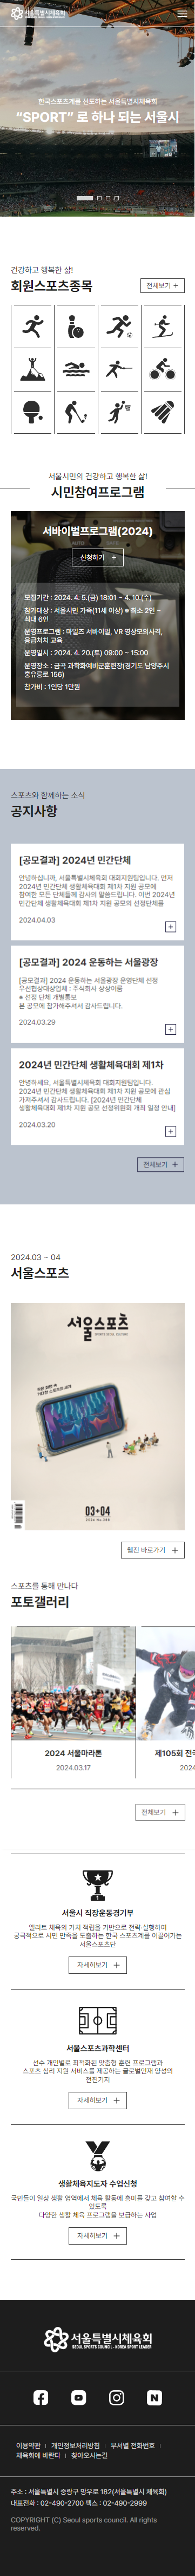 서울특별시체육회
한국스포츠계를 선도하는 서울특별시체육회
“SPORT” 로 하나 되는 서울시
건강하고 행복한 삶!
회원스포츠종목
전체보기 +
서울시민의 건강하고 행복한 삶!
시민참여프로그램
서바이벌프로그램(2024)
신청하기 +
모집기간 : 2024. 4. 5.(금) 18:01 ~ 4. 10.(수)
참가대상 : 서울시민 가족(11세 이상) ※ 최소 2인 ~
최대 6인
운영프로그램 : 마일즈 서바이벌, VR 영상모의사격,
응급처치 교육
운영일시 : 2024. 4. 20.(토) 09:00 ~ 15:00
운영장소 : 금곡 과학화예비군훈련장(경기도 남양주시
홍유릉로 156)
참가비 : 1인당 1만원
스포츠와 함께하는 소식
공지사항
[공모결과] 2024년 민간단체
안녕하십니까, 서울특별시체육회 대회지원팀입니다. 먼저
2024년 민간단체 생활체육대회 제1차 지원 공모에
참여한 모든 단체들께 감사의 말씀드립니다. 이번 2024년
민간단체 생활체육대회 제1차 지원 공모의 선정단체를
2024.04.03
+
[공모결과] 2024 운동하는 서울광장
[공모결과] 2024 운동하는 서울광장 운영단체 선정
우선협상대상업체 : 주식회사 상상이룸
※ 선정 단체 개별통보
본 공모에 참가해주셔서 감사드립니다.
2024.03.29
+
2024년 민간단체 생활체육대회 제1차
안녕하세요, 서울특별시체육회 대회지원팀입니다.
2024년 민간단체 생활체육대회 제1차 지원 공모에 관심
가져주셔서 감사드립니다. [2024년 민간단체
생활체육대회 제1차 지원 공모 선정위원회 개최 일정 안내]
2024.03.20
+
전체보기 +
2024.03 ~ 04
서울스포츠
서울스포츠
03+04
웹진 바로가기 +
스포츠를 통해 만나다
포토갤러리
2024 서울마라톤
2024.03.17
제105회 전국
전체보기 +
서울시 직장운동경기부
엘리트 체육의 가치 적립을 기반으로 전략·실행하여
궁극적으로 시민 만족을 도출하는 한국 스포츠계를 이끌어가는
서울스포츠단
자세히보기 +
서울스포츠과학센터
선수 개인별로 최적화된 맞춤형 훈련 프로그램과
스포츠 심리 지원 서비스를 제공하는 글로벌인재 양성의
전진기지
자세히보기 +
생활체육지도자 수업신청
국민들이 일상 생활 영역에서 체육 활동에 흥미를 갖고 참여할 수
있도록
다양한 생활 체육 프로그램을 보급하는 사업
자세히보기 +
서울특별시체육회
SEOUL SPORTS COUNCIL · KOREA SPORT LEADER
이용약관 | 개인정보처리방침 | 부서별 전화번호 |
체육회에 바란다 | 찾아오시는길
주소 : 서울특별시 중랑구 망우로 182(서울특별시 체육회)
대표전화 : 02-490-2700 팩스 : 02-490-2999
COPYRIGHT (C) Seoul sports council. All rights
reserved.